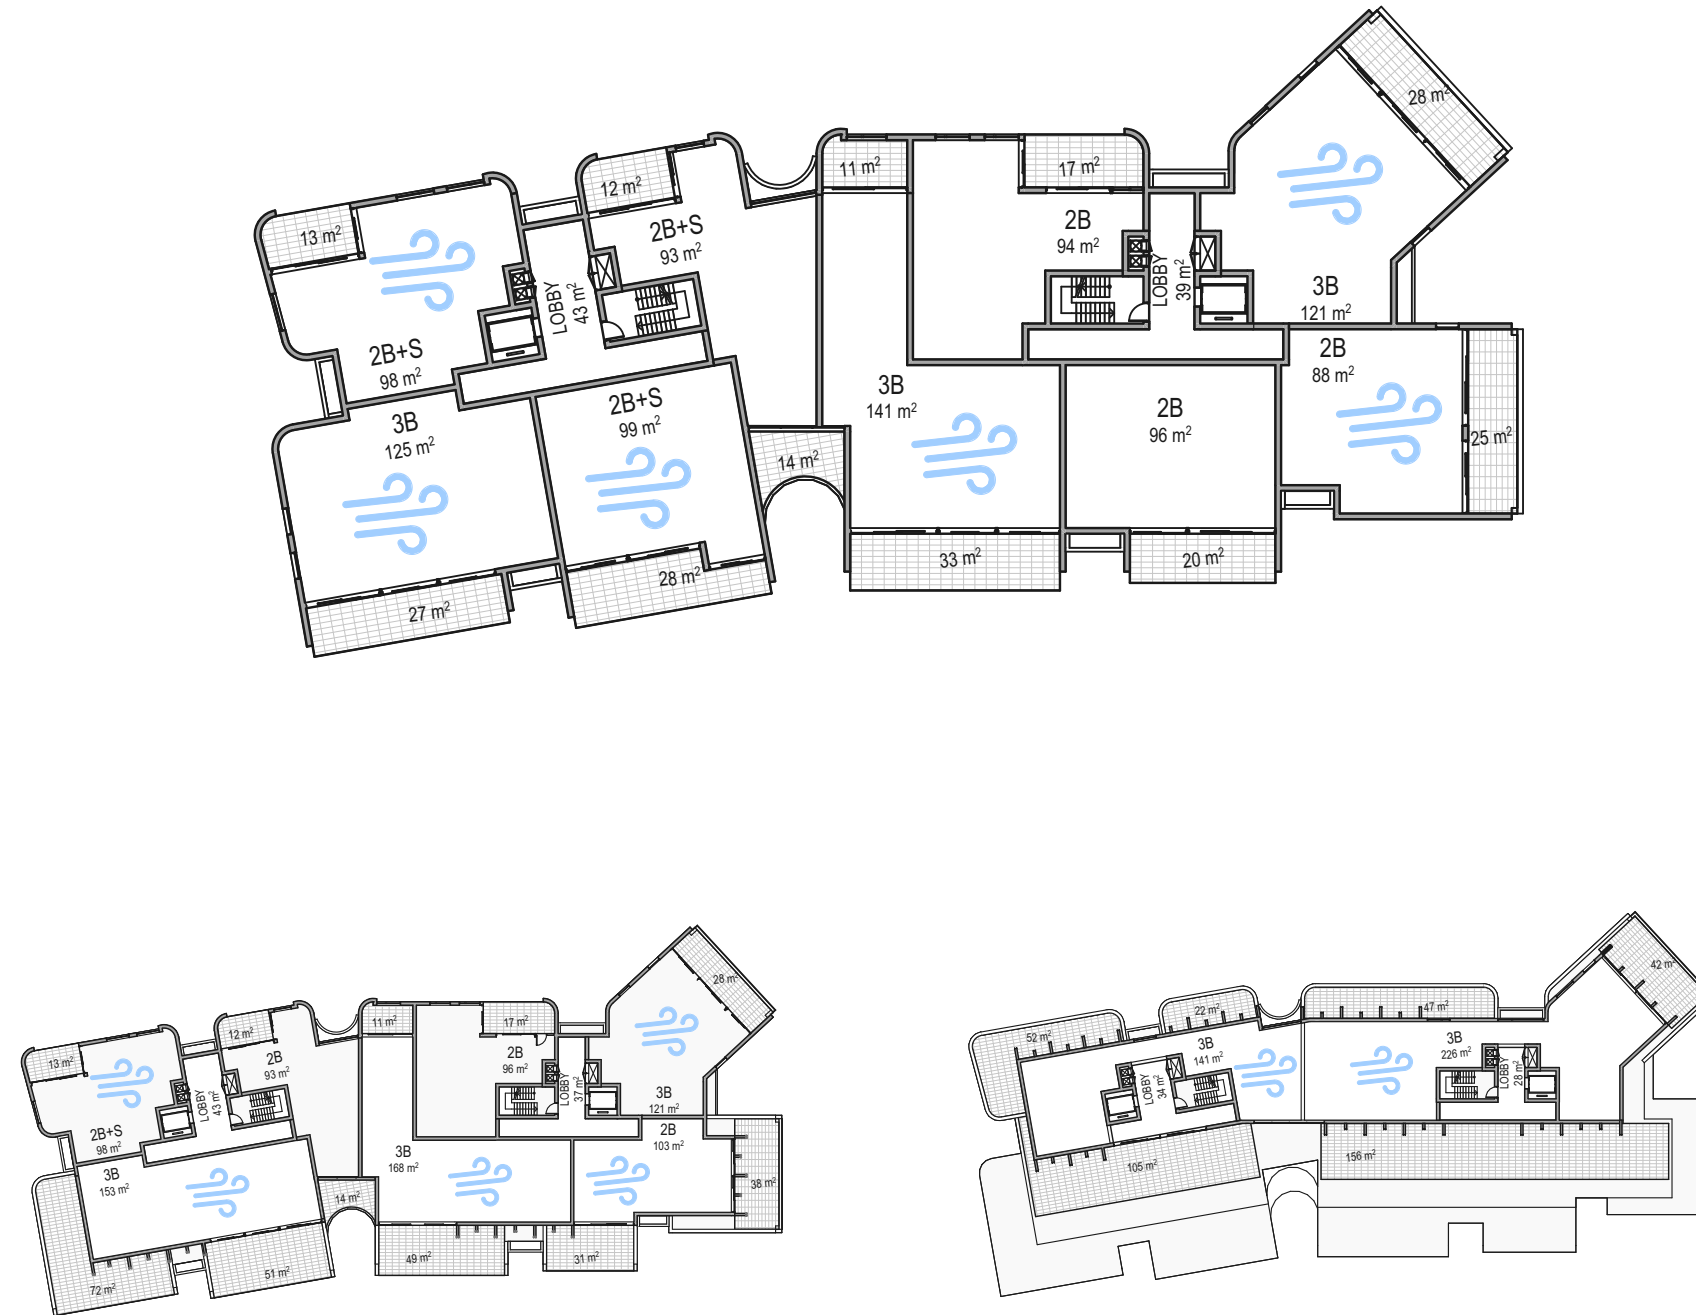 28 m²
11 m²
17 m²
12 m²
13 m²
2B+S
93 m²
2B
94 m²
LOBBY
43 m²
LOBBY
39 m²
3B
121 m²
2B+S
98 m²
2B
88 m²
3B
125 m²
2B+S
99 m²
3B
141 m²
2B
96 m²
25 m²
14 m²
33 m²
20 m²
28 m²
27 m²
28 m²
11 m²
17 m²
12 m²
13 m²
2B
93 m²
2B
96 m²
LOBBY
43 m²
LOBBY
37 m²
3B
121 m²
2B+S
98 m²
2B
103 m²
3B
153 m²
3B
168 m²
38 m²
14 m²
49 m²
31 m²
51 m²
72 m²
42 m²
22 m²
47 m²
52 m²
3B
141 m²
3B
226 m²
LOBBY
34 m²
LOBBY
28 m²
105 m²
156 m²